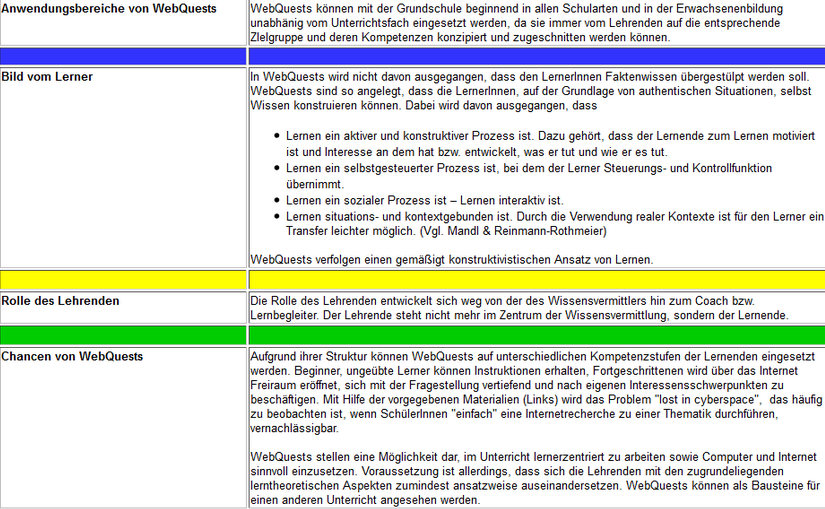 Anwendungsbereiche von WebQuests
WebQuests können mit der Grundschule beginnend in allen Schularten und in der Erwachsenenbildung
unabhänig vom Unterrichtsfach eingesetzt werden, da sie immer vom Lehrenden auf die entsprechende
ZIelgruppe und deren Kompetenzen konzipiert und zugeschnitten werden können.
Bild vom Lerner
In WebQuests wird nicht davon ausgegangen, dass den LernerInnen Faktenwissen übergestülpt werden soll.
WebQuests sind so angelegt, dass die LernerInnen, auf der Grundlage von authentischen Situationen, selbst
Wissen konstruieren können. Dabei wird davon ausgegangen, dass
• Lernen ein aktiver und konstruktiver Prozess ist. Dazu gehört, dass der Lernende zum Lernen motiviert
ist und Interesse an dem hat bzw. entwickelt, was er tut und wie er es tut.
• Lernen ein selbstgesteuerter Prozess ist, bei dem der Lerner Steuerungs- und Kontrollfunktion
übernimmt.
• Lernen ein sozialer Prozess ist – Lernen interaktiv ist.
• Lernen situations- und kontextgebunden ist. Durch die Verwendung realer Kontexte ist für den Lerner ein
Transfer leichter möglich. (Vgl. Mandl & Reinmann-Rothmeier)
WebQuests verfolgen einen gemäßigt konstruktivistischen Ansatz von Lernen.
Rolle des Lehrenden
Die Rolle des Lehrenden entwickelt sich weg von der des Wissensvermittlers hin zum Coach bzw.
Lernbegleiter. Der Lehrende steht nicht mehr im Zentrum der Wissensvermittlung, sondern der Lernende.
Chancen von WebQuests
Aufgrund ihrer Struktur können WebQuests auf unterschiedlichen Kompetenzstufen der Lernenden eingesetzt
werden. Beginner, ungeübte Lerner können Instruktionen erhalten, Fortgeschrittenen wird über das Internet
Freiraum eröffnet, sich mit der Fragestellung vertiefend und nach eigenen Interessensschwerpunkten zu
beschäftigen. Mit Hilfe der vorgegebenen Materialien (Links) wird das Problem "lost in cyberspace", das häufig
zu beobachten ist, wenn SchülerInnen "einfach" eine Internetrecherche zu einer Thematik durchführen,
vernachlässigbar.
WebQuests stellen eine Möglichkeit dar, im Unterricht lernerzentriert zu arbeiten sowie Computer und Internet
sinnvoll einzusetzen. Voraussetzung ist allerdings, dass sich die Lehrenden mit den zugrundeliegenden
lerntheoretischen Aspekten zumindest ansatzweise auseinandersetzen. WebQuests können als Bausteine für
einen anderen Unterricht angesehen werden.